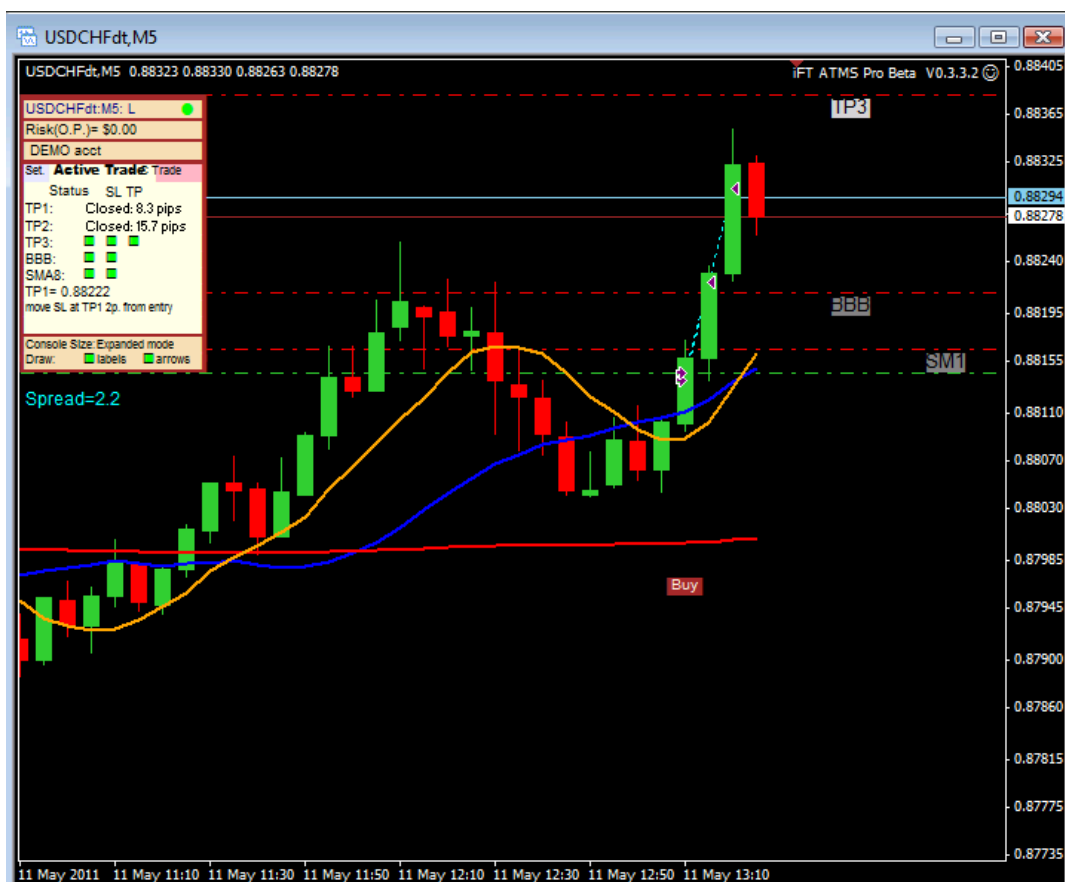 USDCHFdt,M5
USDCHFdt,M5 0.88323 0.88330 0.88263 0.88278
iFT ATMS Pro Beta V0.3.3.2
USDCHFdt:M5: L
Risk(O.P.)= $0.00
DEMO acct
Set. Active Trade Trade
Status SL TP
TP1: Closed: 8.3 pips
TP2: Closed: 15.7 pips
TP3:
BBB:
SMA8:
TP1= 0.88222
move SL at TP1 2p. from entry
Console Size: Expanded mode
Draw: labels arrows
Spread=2.2
TP3
BBB
SM1
Buy
0.88405
0.88365
0.88325
0.88294
0.88278
0.88240
0.88195
0.88155
0.88110
0.88070
0.88030
0.87985
0.87945
0.87900
0.87860
0.87815
0.87775
0.87735
11 May 2011 11 May 11:10 11 May 11:30 11 May 11:50 11 May 12:10 11 May 12:30 11 May 12:50 11 May 13:10